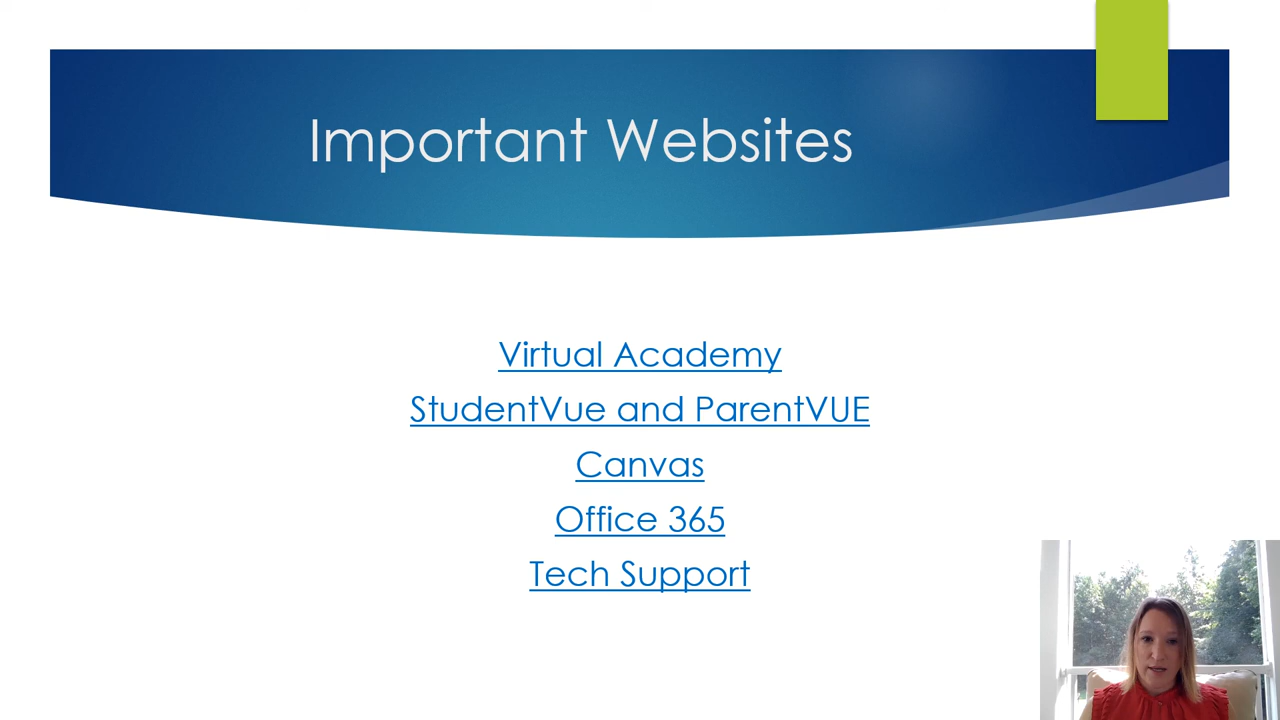 Important Websites
Virtual Academy
StudentVue and ParentVUE
Canvas
Office 365
Tech Support